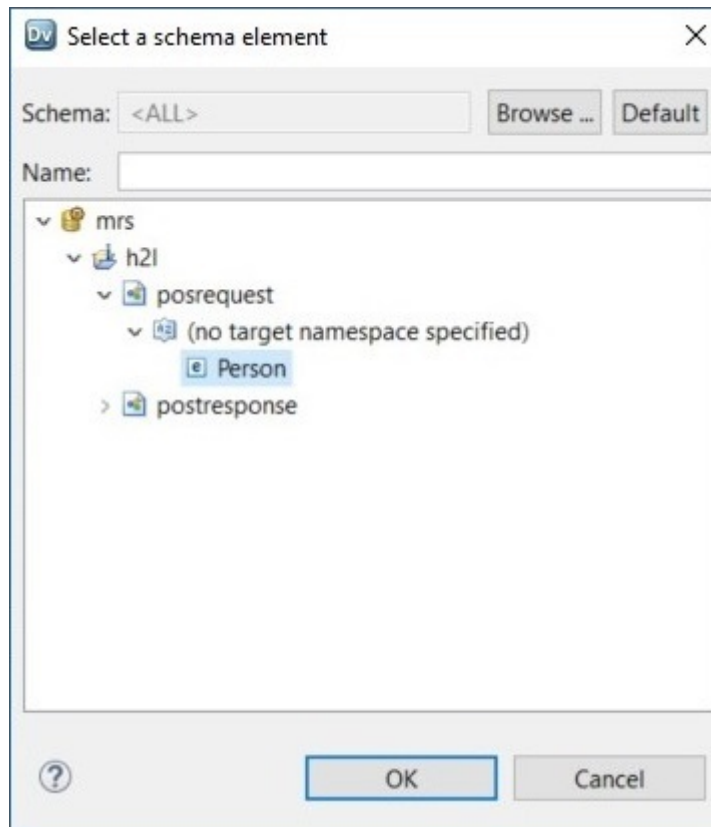 Dv Select a schema element
Schema: <ALL> Browse ... Default
Name:
mrs
h2l
posrequest
(no target namespace specified)
e Person
postresponse
? OK Cancel